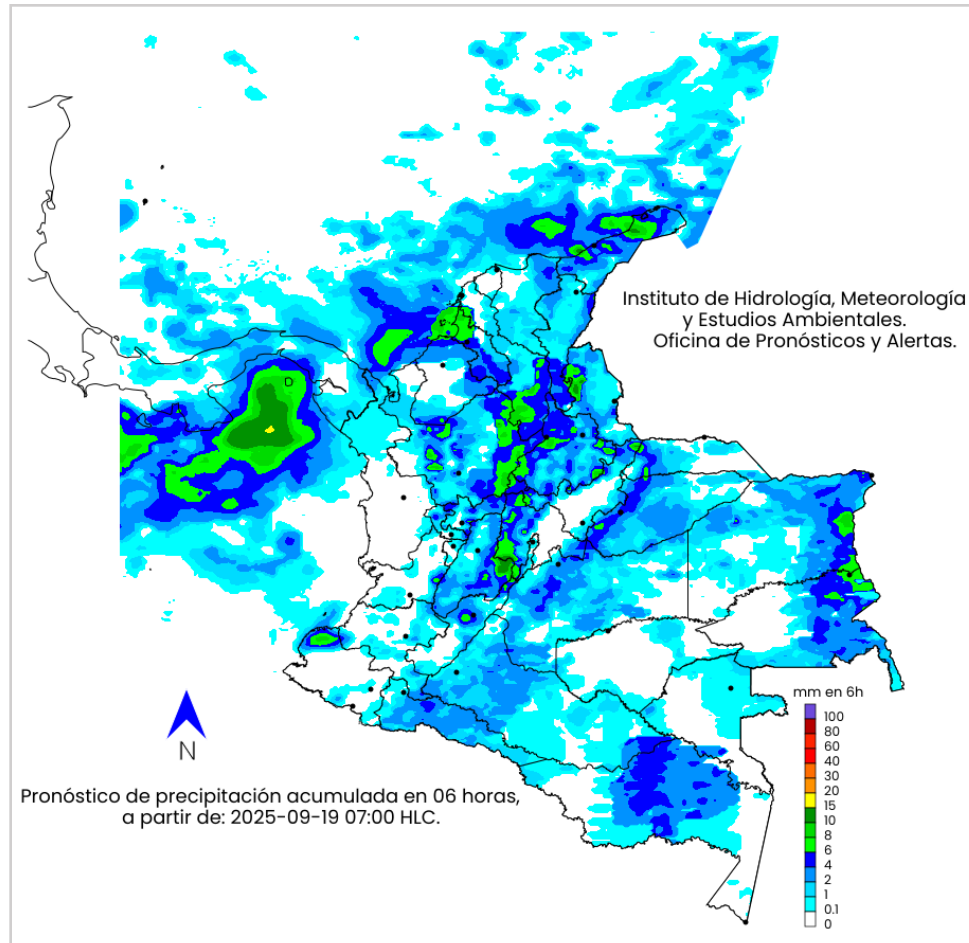 Instituto de Hidrología, Meteorología
y Estudios Ambientales.
Oficina de Pronósticos y Alertas.
mm en 6h
100
80
60
40
30
20
15
10
8
6
4
2
1
0.1
0
N
Pronóstico de precipitación acumulada en 06 horas,
a partir de: 2025-09-19 07:00 HLC.